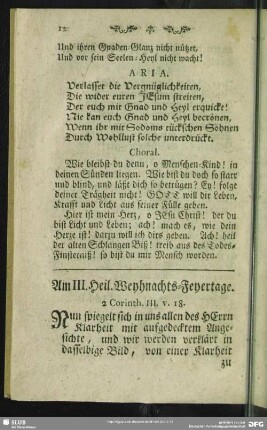 12
Und ihren Gnaden-Glanz nicht nützet,
Und vor sein Seelen-Heyl nicht wacht!
ARIA.
Verlasset die Vergnüglichkeiten,
Die wider euren JEsum streiten,
Der euch mit Gnad und Heyl erquickt!
Nie kan euch Gnad und Heyl becrönen,
Wenn ihr mit Sodoms rückschen Söhnen
Durch Wohllust solche unterdrückt.
Choral.
Wie bleibst du denn, o Menschen-Kind! in
deinen Sünden liegen. Wie bist du doch so starr
und blind, und läßt dich so betrügen? Ey! folge
deiner Trägheit nicht! GOTT will dir Leben,
Krafft und Licht aus seiner Fülle geben.
Hier ist mein Herz, o JEsu Christ! der du
bist Licht und Leben; ach! mach es, wie dein
Herze ist! darzu will ich dirs geben. Ach! heil
der alten Schlangen Biß! treib aus des Todes-
Finsterniß! so bist du mir Mensch worden.
Am III. Heil. Weyhnachts-Feyertage.
2 Corinth. III. v. 18.
Nun spiegelt sich in uns allen des HErrn
Klarheit mit aufgedecktem Ange-
sichte, und wir werden verklärt in
dasselbige Bild, von einer Klarheit
zu
SLUB
DFG